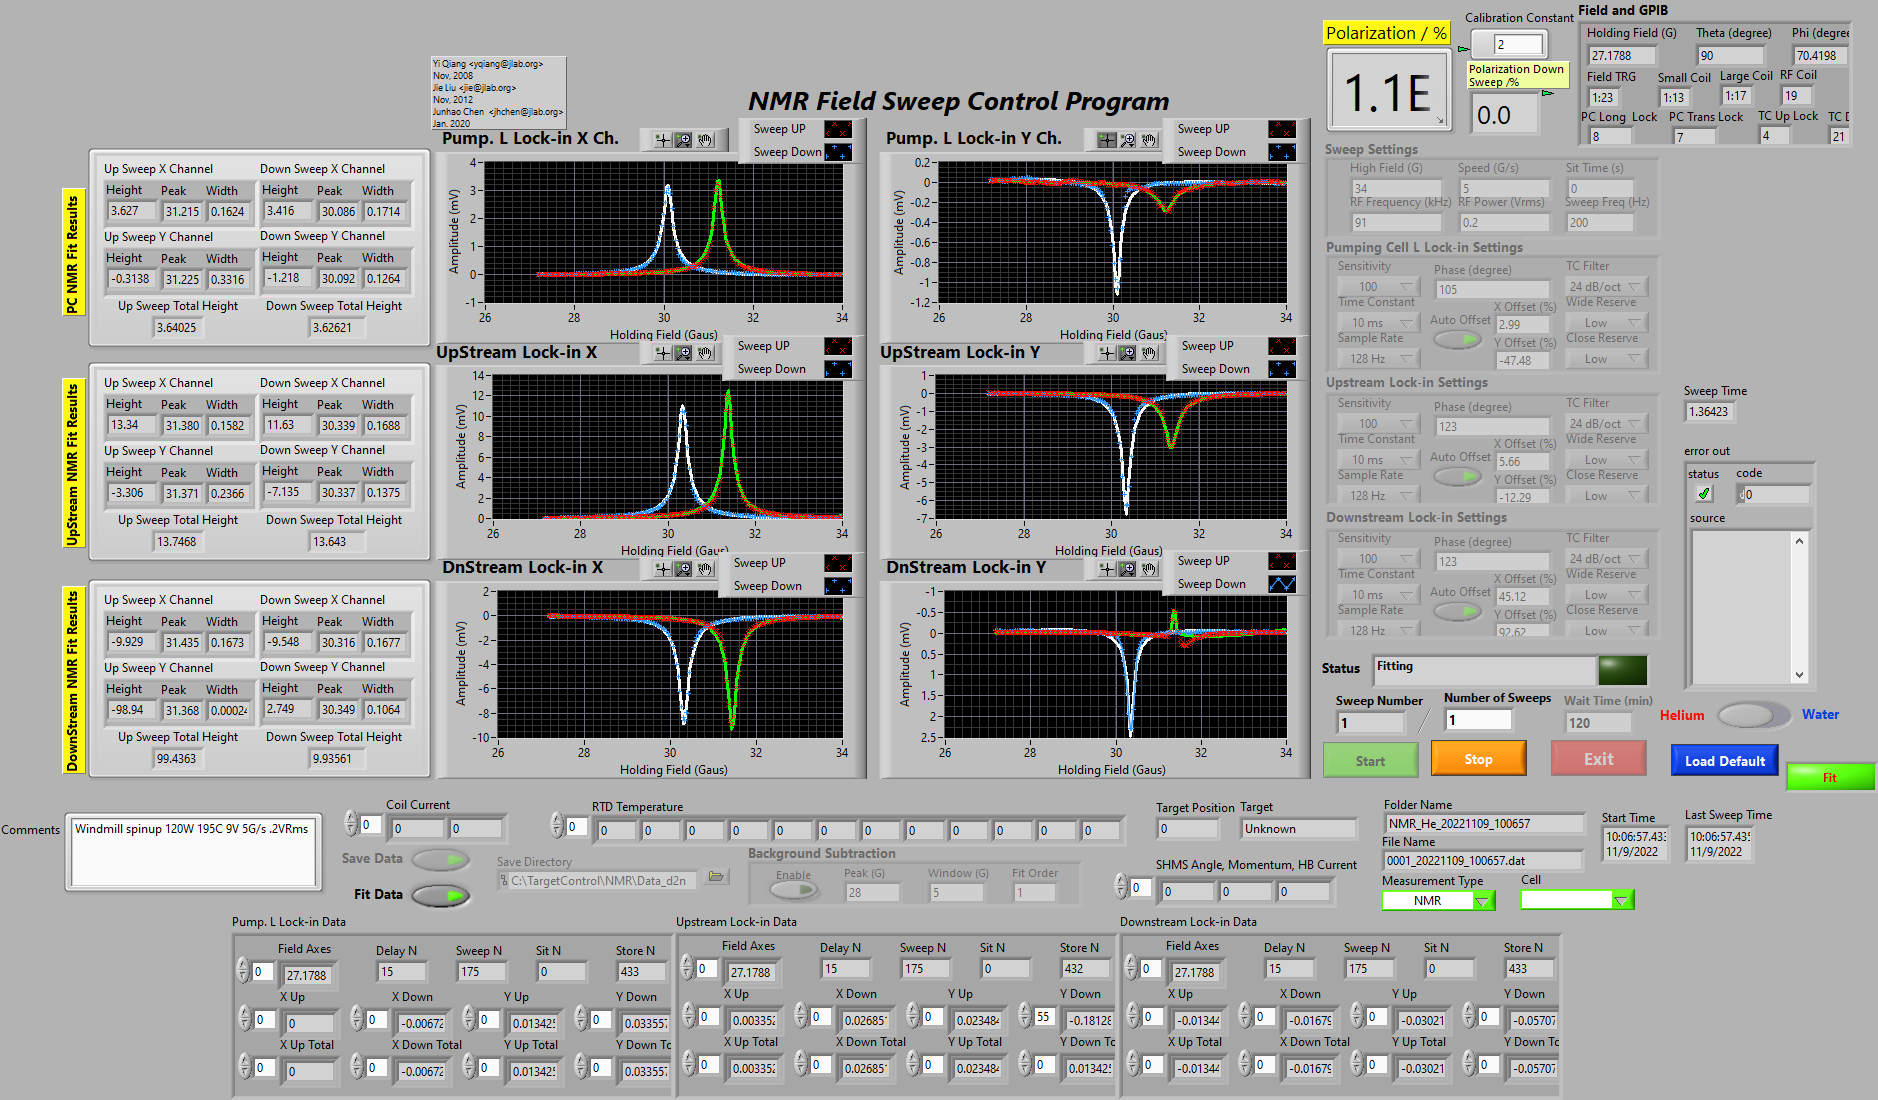 NMR Field Sweep Control Program
Yi Qiang <yqiang@jlab.org>
Nov, 2008
Jie Liu <jie@jlab.org>
Nov, 2012
Junhao Chen <jhchen@jlab.org>
Jan. 2020
Polarization / %
1.1E
Calibration Constant
2
Polarization Down
Sweep /%
0.0
Field and GPIB
Holding Field (G) Theta (degree) Phi (degree
27.1788 90 70.4198
Field TRG Small Coil Large Coil RF Coil
1:23 1:13 1:17 19
PC Long Lock PC Trans Lock TC Up Lock TC D
8 7 4 21
PC NMR Fit Results
Up Sweep X Channel Down Sweep X Channel
Height Peak Width Height Peak Width
3.627 31.215 0.1624 3.416 30.086 0.1714
Up Sweep Y Channel Down Sweep Y Channel
Height Peak Width Height Peak Width
-0.3138 31.225 0.3316 -1.218 30.092 0.1264
Up Sweep Total Height Down Sweep Total Height
3.64025 3.62621
UpStream NMR Fit Results
Up Sweep X Channel Down Sweep X Channel
Height Peak Width Height Peak Width
13.34 31.380 0.1582 11.63 30.339 0.1688
Up Sweep Y Channel Down Sweep Y Channel
Height Peak Width Height Peak Width
-3.306 31.371 0.2366 -7.135 30.337 0.1375
Up Sweep Total Height Down Sweep Total Height
13.7468 13.643
DownStream NMR Fit Results
Up Sweep X Channel Down Sweep X Channel
Height Peak Width Height Peak Width
-9.929 31.435 0.1673 -9.548 30.316 0.1677
Up Sweep Y Channel Down Sweep Y Channel
Height Peak Width Height Peak Width
-98.94 31.368 0.00024 2.749 30.349 0.1064
Up Sweep Total Height Down Sweep Total Height
99.4363 9.93561
Pump. L Lock-in X Ch.
Sweep UP
Sweep Down
Amplitude (mV)
4
3
2
1
0
-1
26 28 30 32 34
Holding Field (Gaus)
Pump. L Lock-in Y Ch.
Sweep UP
Sweep Down
Amplitude (mV)
0.2
0
-0.2
-0.4
-0.6
-0.8
-1
-1.2
26 28 30 32 34
Holding Field (Gaus)
UpStream Lock-in X
Sweep UP
Sweep Down
Amplitude (mV)
14
12
10
8
6
4
2
0
26 28 30 32 34
Holding Field (Gaus)
UpStream Lock-in Y
Sweep UP
Sweep Down
Amplitude (mV)
1
0
-1
-2
-3
-4
-5
-6
-7
26 28 30 32 34
Holding Field (Gaus)
DnStream Lock-in X
Sweep UP
Sweep Down
Amplitude (mV)
2
0
-2
-4
-6
-8
-10
26 28 30 32 34
Holding Field (Gaus)
DnStream Lock-in Y
Sweep UP
Sweep Down
Amplitude (mV)
-1
-0.5
0
0.5
1
1.5
2
2.5
26 28 30 32 34
Holding Field (Gaus)
Sweep Settings
High Field (G) Speed (G/s) Sit Time (s)
34 5 0
RF Frequency (kHz) RF Power (Vrms) Sweep Freq (Hz)
91 0.2 200
Pumping Cell L Lock-in Settings
Sensitivity Phase (degree) TC Filter
100 105 24 dB/oct
Time Constant X Offset (%) Wide Reserve
10 ms Auto Offset 2.99 Low
Sample Rate Y Offset (%) Close Reserve
128 Hz -47.48 Low
Upstream Lock-in Settings
Sensitivity Phase (degree) TC Filter
100 123 24 dB/oct
Time Constant X Offset (%) Wide Reserve
10 ms Auto Offset 5.66 Low
Sample Rate Y Offset (%) Close Reserve
128 Hz -12.29 Low
Downstream Lock-in Settings
Sensitivity Phase (degree) TC Filter
100 123 24 dB/oct
Time Constant X Offset (%) Wide Reserve
10 ms Auto Offset 45.12 Low
Sample Rate Y Offset (%) Close Reserve
128 Hz 92.62 Low
Sweep Time
1.36423
error out
status code
0
source
Status Fitting
Sweep Number Number of Sweeps Wait Time (min)
1 / 1 120
Helium Water
Start Stop Exit Load Default Fit
Comments Windmill spinup 120W 195C 9V 5G/s .2VRms
Coil Current
0 0 0
Save Data
Fit Data
RTD Temperature
0 0 0 0 0 0 0 0 0 0 0 0 0
Save Directory
C:\TargetControl\NMR\Data_d2n
Background Subtraction
Enable Peak (G) Window (G) Fit Order
28 5 1
Target Position Target
0 Unknown
SHMS Angle, Momentum, HB Current
0 0 0 0
Folder Name
NMR_He_20221109_100657
File Name
0001_20221109_100657.dat
Measurement Type Cell
NMR
Start Time Last Sweep Time
10:06:57.43 10:06:57.43
11/9/2022 11/9/2022
Pump. L Lock-in Data
Field Axes Delay N Sweep N Sit N Store N
0 27.1788 15 175 0 433
X Up X Down Y Up Y Down
0 0 0 -0.00672 0 0.01342 0 0.03355
X Up Total X Down Total Y Up Total Y Down To
0 0 0 -0.00672 0 0.01342 0 0.03355
Upstream Lock-in Data
Field Axes Delay N Sweep N Sit N Store N
0 27.1788 15 175 0 432
X Up X Down Y Up Y Down
0 0.003352 0 0.02685 0 0.023484 55 -0.18128
X Up Total X Down Total Y Up Total Y Down To
0 0.003352 0 0.02685 0 0.023484 0 0.01342
Downstream Lock-in Data
Field Axes Delay N Sweep N Sit N Store N
0 27.1788 15 175 0 433
X Up X Down Y Up Y Down
0 -0.01344 0 -0.01679 0 -0.03021 0 -0.05707
X Up Total X Down Total Y Up Total Y Down To
0 -0.01344 0 -0.01679 0 -0.03021 0 -0.0570